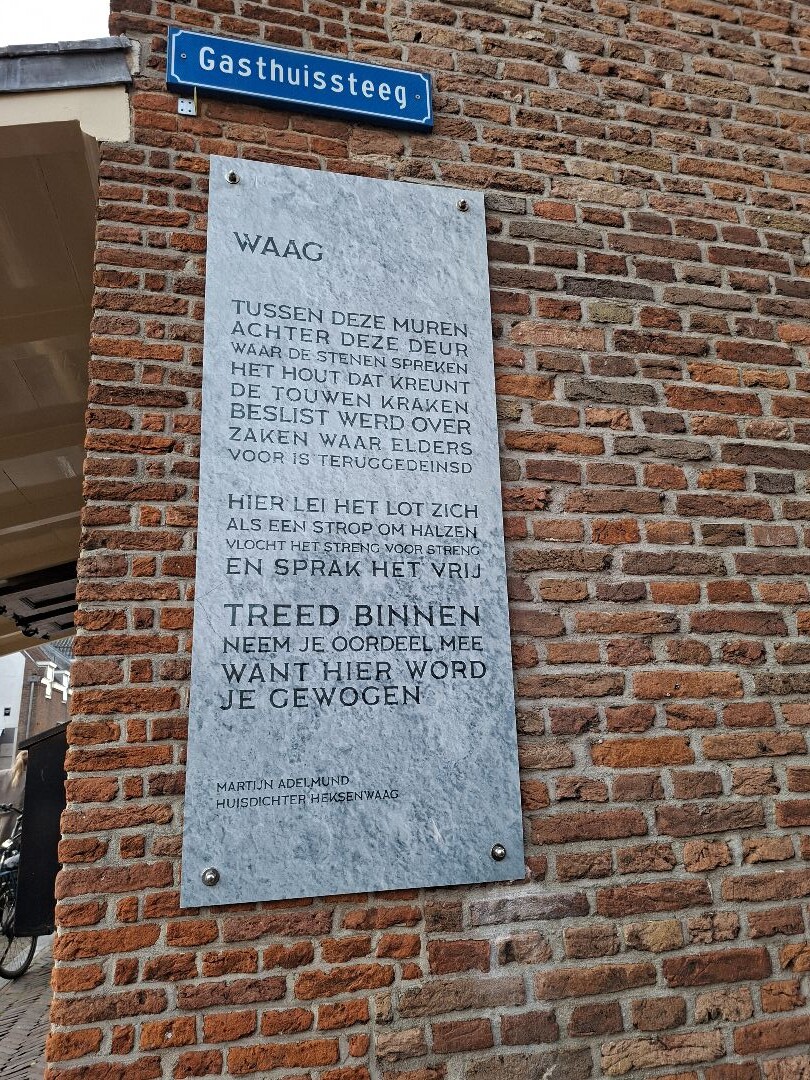 Gasthuissteeg
WAAG
TUSSEN DEZE MUREN
ACHTER DEZE DEUR
WAAR DE STENEN SPREKEN
HET HOUT DAT KREUNT
DE TOUWEN KRAKEN
BESLIST WERD OVER
ZAKEN WAAR ELDERS
VOOR IS TERUGGEDEINSD
HIER LEI HET LOT ZICH
ALS EEN STROP OM HALZEN
VLOCHT HET STRENG VOOR STRENG
EN SPRAK HET VRIJ
TREED BINNEN
NEEM JE OORDEEL MEE
WANT HIER WORD
JE GEWOGEN
MARTIJN ADELMUND
HUISDICHTER HEKSENWAAG